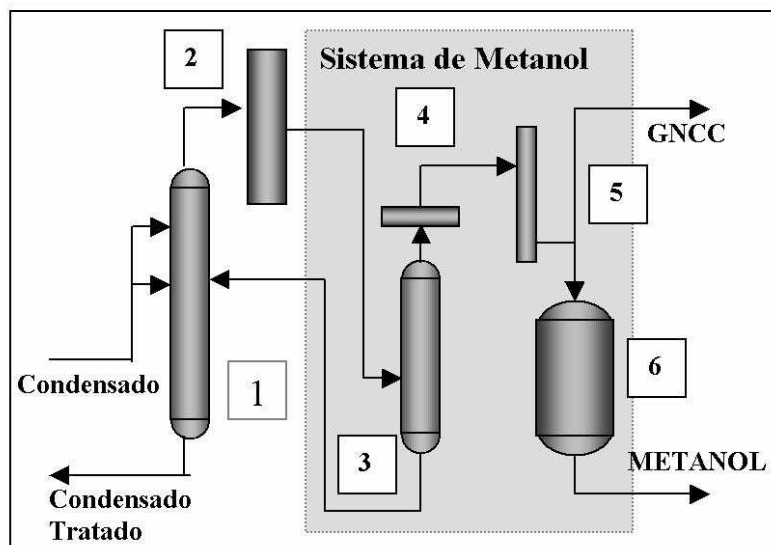 2
Sistema de Metanol
4
GNCC
5
Condensado
1
6
3
METANOL
Condensado
Tratado